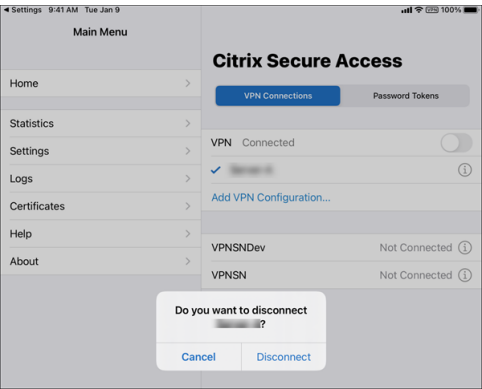 Settings 9:41 AM Tue Jan 9
VPN 100%
Main Menu
Home
Statistics
Settings
Logs
Certificates
Help
About
Citrix Secure Access
VPN Connections
Password Tokens
VPN Connected
Add VPN Configuration...
VPNSNDev Not Connected
VPNSN Not Connected
Do you want to disconnect
?
Cancel Disconnect